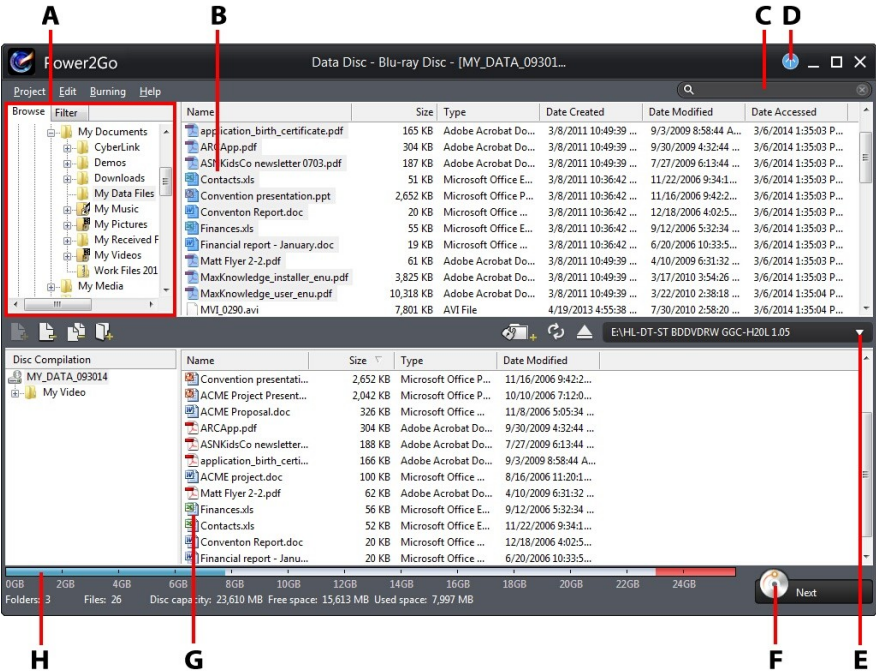 A B C D
Power2Go Data Disc - Blu-ray Disc - [MY_DATA_09301...
Project Edit Burning Help
Browse Filter Name Size Type Date Created Date Modified Date Accessed
My Documents application_birth_certificate.pdf 165 KB Adobe Acrobat Do... 3/8/2011 10:49:39 ... 9/3/2009 8:58:44 A... 3/6/2014 1:35:03 P...
CyberLink ARCApp.pdf 304 KB Adobe Acrobat Do... 3/8/2011 10:49:39 ... 9/30/2009 4:32:44 ... 3/6/2014 1:35:03 P...
Demos ASNKidsCo newsletter 0703.pdf 187 KB Adobe Acrobat Do... 3/8/2011 10:49:39 ... 7/27/2009 6:13:44 ... 3/6/2014 1:35:03 P...
Downloads Contacts.xls 51 KB Microsoft Office E... 3/8/2011 10:36:42 ... 11/22/2006 9:34:1... 3/6/2014 1:35:03 P...
My Data Files Convention presentation.ppt 2,652 KB Microsoft Office P... 3/8/2011 10:36:42 ... 11/16/2006 9:42:2... 3/6/2014 1:35:03 P...
My Music Conventon Report.doc 20 KB Microsoft Office ... 3/8/2011 10:36:42 ... 12/18/2006 4:02:5... 3/6/2014 1:35:03 P...
My Pictures Finances.xls 55 KB Microsoft Office E... 3/8/2011 10:36:42 ... 9/12/2006 5:32:34 ... 3/6/2014 1:35:03 P...
My Received F Financial report - January.doc 19 KB Microsoft Office ... 3/8/2011 10:36:42 ... 6/20/2006 10:33:5... 3/6/2014 1:35:03 P...
My Videos Matt Flyer 2-2.pdf 61 KB Adobe Acrobat Do... 3/8/2011 10:49:39 ... 4/10/2009 6:31:32 ... 3/6/2014 1:35:03 P...
Work Files 201 MaxKnowledge_installer_enu.pdf 3,825 KB Adobe Acrobat Do... 3/8/2011 10:49:39 ... 3/17/2010 3:54:26 ... 3/6/2014 1:35:03 P...
My Media MaxKnowledge_user_enu.pdf 10,318 KB Adobe Acrobat Do... 3/8/2011 10:49:39 ... 3/22/2010 2:38:18 ... 3/6/2014 1:35:04 P...
MVI_0290.avi 7,801 KB AVI File 4/19/2013 4:55:38 ... 7/30/2010 2:58:20 ... 3/6/2014 1:35:04 P...
E:\HL-DT-ST BDDVDRW GGC-H20L 1.05
Disc Compilation Name Size Type Date Modified
MY_DATA_093014 Convention presentati... 2,652 KB Microsoft Office P... 11/16/2006 9:42:2...
My Video ACME Project Present... 2,042 KB Microsoft Office P... 10/10/2006 7:12:0...
ACME Proposal.doc 326 KB Microsoft Office ... 11/8/2006 5:05:34 ...
ARCApp.pdf 304 KB Adobe Acrobat Do... 9/30/2009 4:32:44 ...
ASNKidsCo newsletter... 188 KB Adobe Acrobat Do... 7/27/2009 6:13:44 ...
application_birth_certi... 166 KB Adobe Acrobat Do... 9/3/2009 8:58:44 A...
ACME project.doc 100 KB Microsoft Office ... 8/16/2006 11:20:1...
Matt Flyer 2-2.pdf 62 KB Adobe Acrobat Do... 4/10/2009 6:31:32 ...
Finances.xls 56 KB Microsoft Office E... 9/12/2006 5:32:34 ...
Contacts.xls 52 KB Microsoft Office E... 11/22/2006 9:34:1...
Conventon Report.doc 20 KB Microsoft Office ... 12/18/2006 4:02:5...
Financial report - Janu... 20 KB Microsoft Office ... 6/20/2006 10:33:5...
0GB 2GB 4GB 6GB 8GB 10GB 12GB 14GB 16GB 18GB 20GB 22GB 24GB
Folders: 3 Files: 26 Disc capacity: 23,610 MB Free space: 15,613 MB Used space: 7,997 MB Next
H G F E